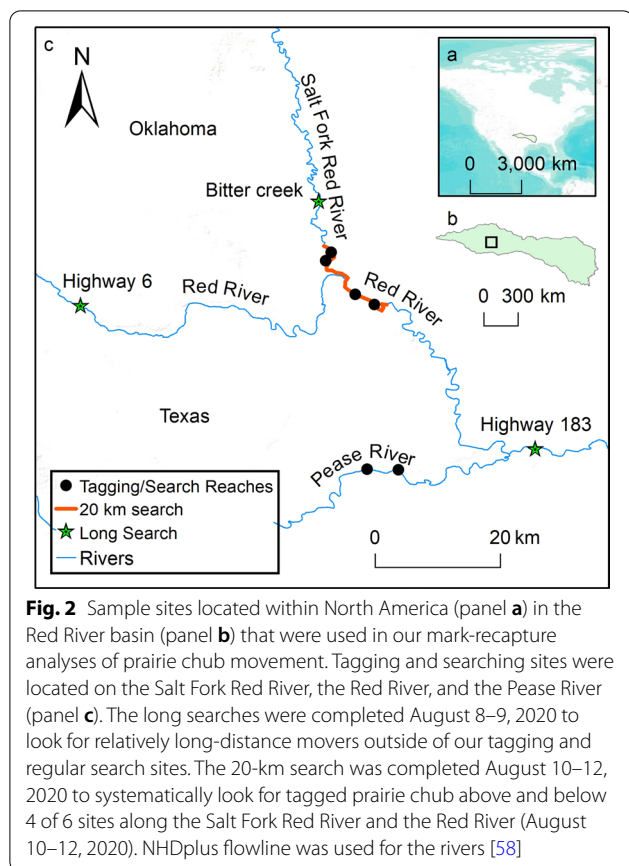 c
N
Oklahoma
Salt Fork Red River
Bitter creek
Highway 6
Red River
Red River
Texas
Pease River
Highway 183
a
0 3,000 km
b
0 300 km
Tagging/Search Reaches
20 km search
Long Search
Rivers
0 20 km
Fig. 2 Sample sites located within North America (panel a) in the
Red River basin (panel b) that were used in our mark-recapture
analyses of prairie chub movement. Tagging and searching sites were
located on the Salt Fork Red River, the Red River, and the Pease River
(panel c). The long searches were completed August 8–9, 2020 to
look for relatively long-distance movers outside of our tagging and
regular search sites. The 20-km search was completed August 10–12,
2020 to systematically look for tagged prairie chub above and below
4 of 6 sites along the Salt Fork Red River and the Red River (August
10–12, 2020). NHDplus flowline was used for the rivers [58]